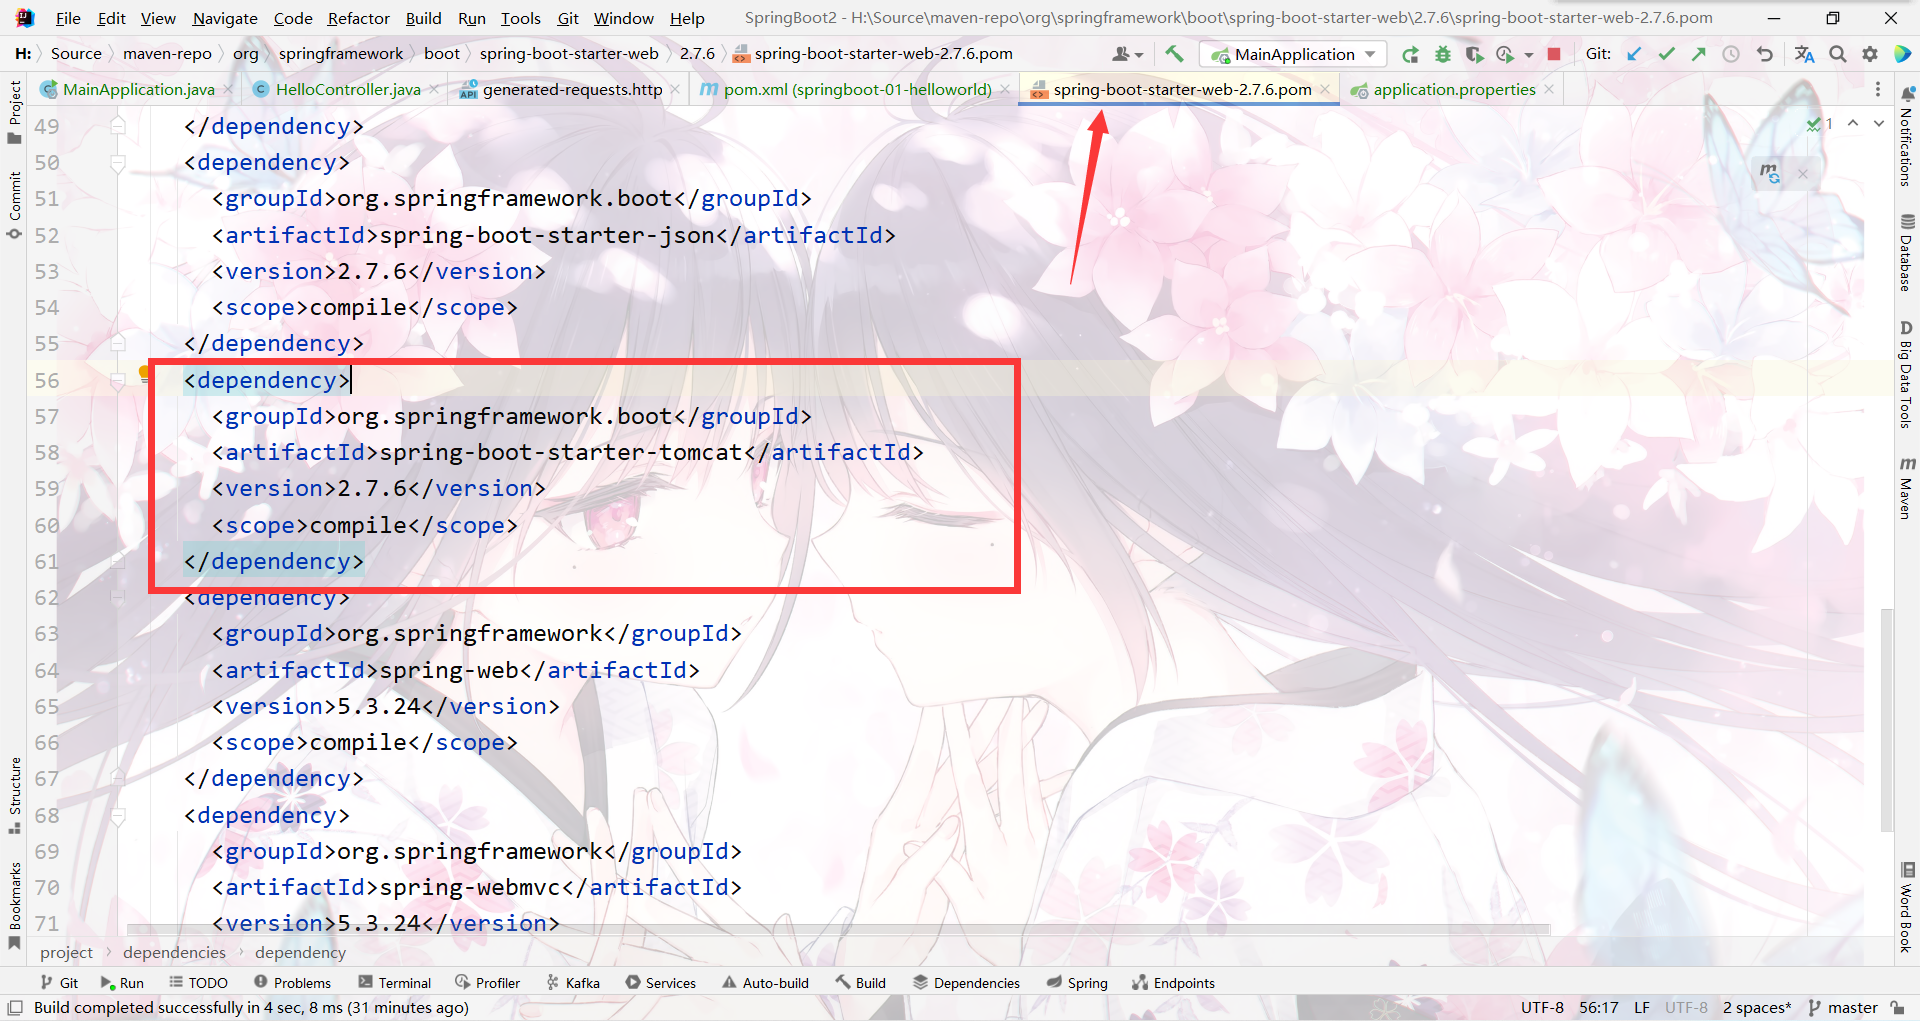 File Edit View Navigate Code Refactor Build Run Tools Git Window Help SpringBoot2 - H:\Source\maven-repo\org\springframework\boot\spring-boot-starter-web\2.7.6\spring-boot-starter-web-2.7.6.pom
H: Source maven-repo org springframework boot spring-boot-starter-web 2.7.6 spring-boot-starter-web-2.7.6.pom MainApplication Git:
MainApplication.java HelloController.java generated-requests.http pom.xml (springboot-01-helloworld) spring-boot-starter-web-2.7.6.pom application.properties
1
49 </dependency>
50 <dependency>
51 <groupId>org.springframework.boot</groupId>
52 <artifactId>spring-boot-starter-json</artifactId>
53 <version>2.7.6</version>
54 <scope>compile</scope>
55 </dependency>
56 <dependency>
57 <groupId>org.springframework.boot</groupId>
58 <artifactId>spring-boot-starter-tomcat</artifactId>
59 <version>2.7.6</version>
60 <scope>compile</scope>
61 </dependency>
62 <dependency>
63 <groupId>org.springframework</groupId>
64 <artifactId>spring-web</artifactId>
65 <version>5.3.24</version>
66 <scope>compile</scope>
67 </dependency>
68 <dependency>
69 <groupId>org.springframework</groupId>
70 <artifactId>spring-webmvc</artifactId>
71 <version>5.3.24</version>
Project
Commit
Structure
Bookmarks
Notifications
Database
Big Data Tools
Maven
Word Book
project dependencies dependency
Git Run TODO Problems Terminal Profiler Kafka Services Auto-build Build Dependencies Spring Endpoints
Build completed successfully in 4 sec, 8 ms (31 minutes ago) UTF-8 56:17 LF UTF-8 2 spaces* master